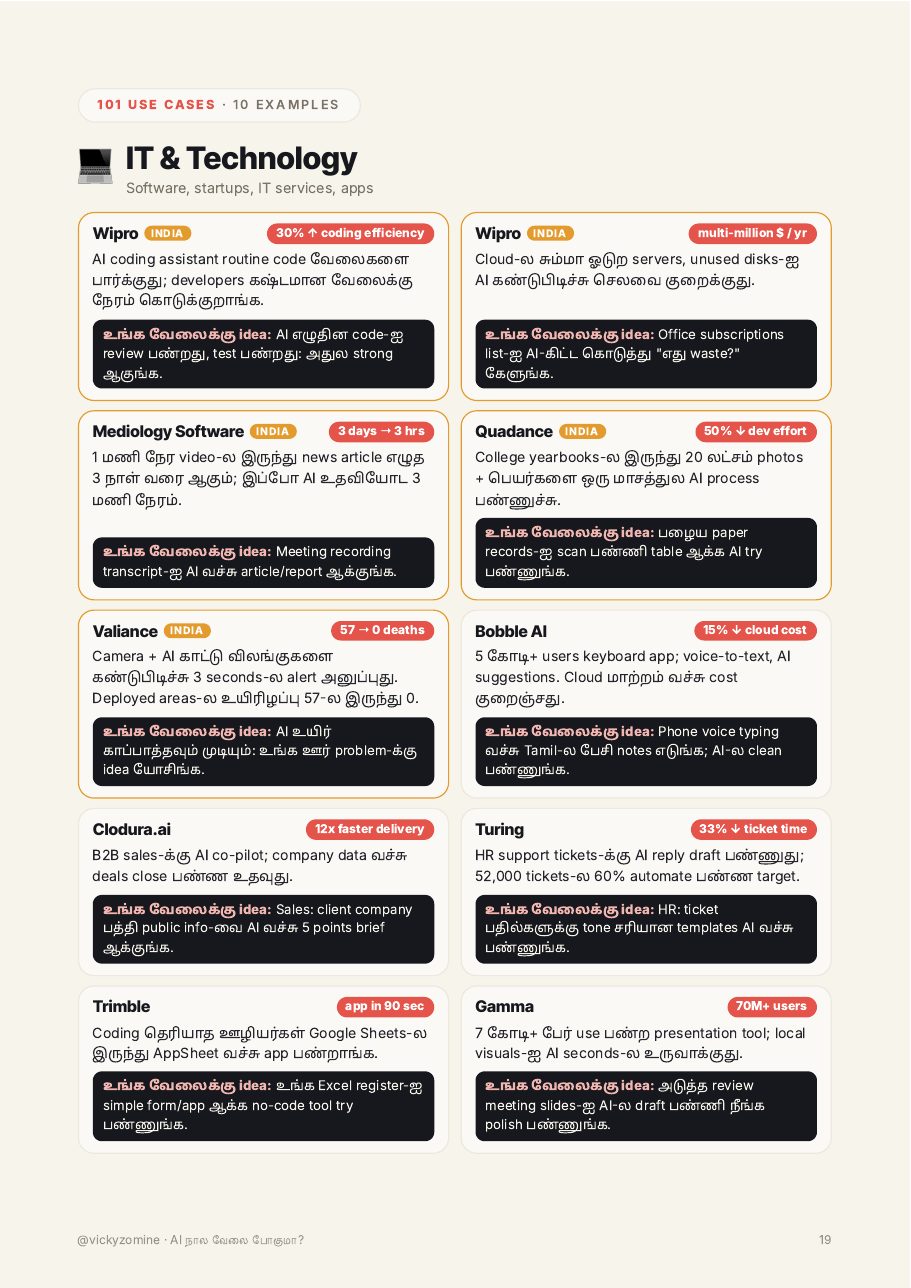 101 USE CASES · 10 EXAMPLES
IT & Technology
Software, startups, IT services, apps
Wipro INDIA 30% ↑ coding efficiency
AI coding assistant routine code வேலைகளை
பார்க்குது; developers கஷ்டமான வேலைக்கு
நேரம் கொடுக்குறாங்க.
உங்க வேலைக்கு idea: AI எழுதின code-ஐ
review பண்றது, test பண்றது: அதுல strong
ஆகுங்க.
Wipro INDIA multi-million $ / yr
Cloud-ல சும்மா ஓடுற servers, unused disks-ஐ
AI கண்டுபிடிச்சு செலவை குறைக்குது.
உங்க வேலைக்கு idea: Office subscriptions
list-ஐ AI-கிட்ட கொடுத்து "எது waste?"
கேளுங்க.
Mediology Software INDIA 3 days → 3 hrs
1 மணி நேர video-ல இருந்து news article எழுத
3 நாள் வரை ஆகும்; இப்போ AI உதவியோட 3
மணி நேரம்.
உங்க வேலைக்கு idea: Meeting recording
transcript-ஐ AI வச்சு article/report ஆக்குங்க.
Quadance INDIA 50% ↓ dev effort
College yearbooks-ல இருந்து 20 லட்சம் photos
+ பெயர்களை ஒரு மாசத்துல AI process
பண்ணுச்சு.
உங்க வேலைக்கு idea: பழைய paper
records-ஐ scan பண்ணி table ஆக்க AI try
பண்ணுங்க.
Valiance INDIA 57 → 0 deaths
Camera + AI காட்டு விலங்குகளை
கண்டுபிடிச்சு 3 seconds-ல alert அனுப்புது.
Deployed areas-ல உயிரிழப்பு 57-ல இருந்து 0.
உங்க வேலைக்கு idea: AI உயிர்
காப்பாத்தவும் முடியும்: உங்க ஊர் problem-க்கு
idea யோசிங்க.
Bobble AI 15% ↓ cloud cost
5 கோடி+ users keyboard app; voice-to-text, AI
suggestions. Cloud மாற்றம் வச்சு cost
குறைஞ்சது.
உங்க வேலைக்கு idea: Phone voice typing
வச்சு Tamil-ல பேசி notes எடுங்க; AI-ல clean
பண்ணுங்க.
Clodura.ai 12x faster delivery
B2B sales-க்கு AI co-pilot; company data வச்சு
deals close பண்ண உதவுது.
உங்க வேலைக்கு idea: Sales: client company
பத்தி public info-வை AI வச்சு 5 points brief
ஆக்குங்க.
Turing 33% ↓ ticket time
HR support tickets-க்கு AI reply draft பண்ணுது;
52,000 tickets-ல 60% automate பண்ண target.
உங்க வேலைக்கு idea: HR: ticket
பதில்களுக்கு tone சரியான templates AI வச்சு
பண்ணுங்க.
Trimble app in 90 sec
Coding தெரியாத ஊழியர்கள் Google Sheets-ல
இருந்து AppSheet வச்சு app பண்றாங்க.
உங்க வேலைக்கு idea: உங்க Excel register-ஐ
simple form/app ஆக்க no-code tool try
பண்ணுங்க.
Gamma 70M+ users
7 கோடி+ பேர் use பண்ற presentation tool; local
visuals-ஐ AI seconds-ல உருவாக்குது.
உங்க வேலைக்கு idea: அடுத்த review
meeting slides-ஐ AI-ல draft பண்ணி நீங்க
polish பண்ணுங்க.
@vickyzomine · AI நால வேலை போகுமா? 19